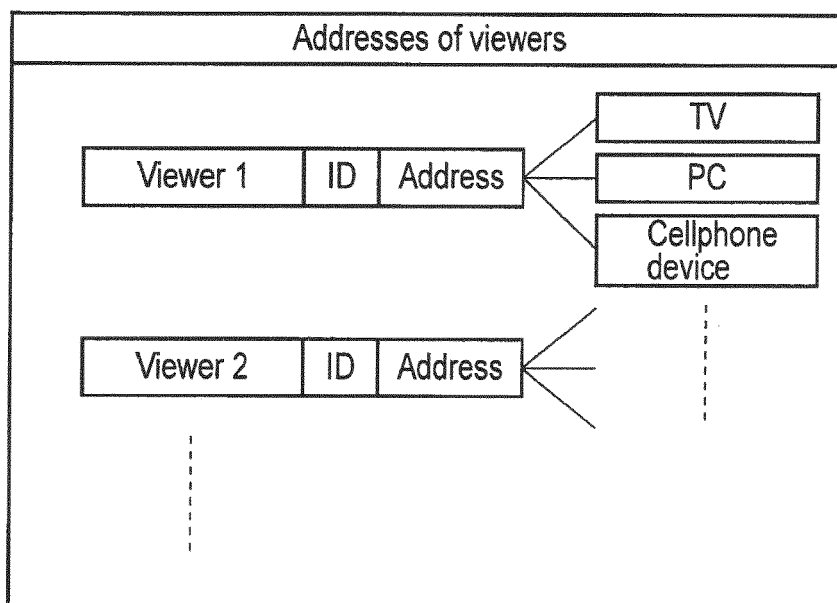 Addresses of viewers
TV
Viewer 1 ID Address
PC
Cellphone
device
Viewer 2 ID Address